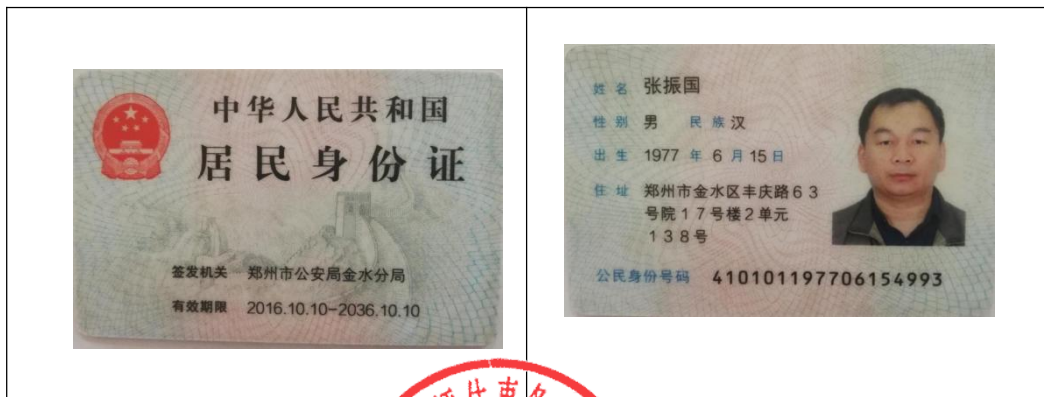 中华人民共和国
居民身份证
签发机关 郑州市公安局金水分局
有效期限 2016.10.10-2036.10.10
姓名 张振国
性别 男 民族 汉
出生 1977 年 6 月 15 日
住址 郑州市金水区丰庆路63
号院17号楼2单元
138号
公民身份号码 410101197706154993